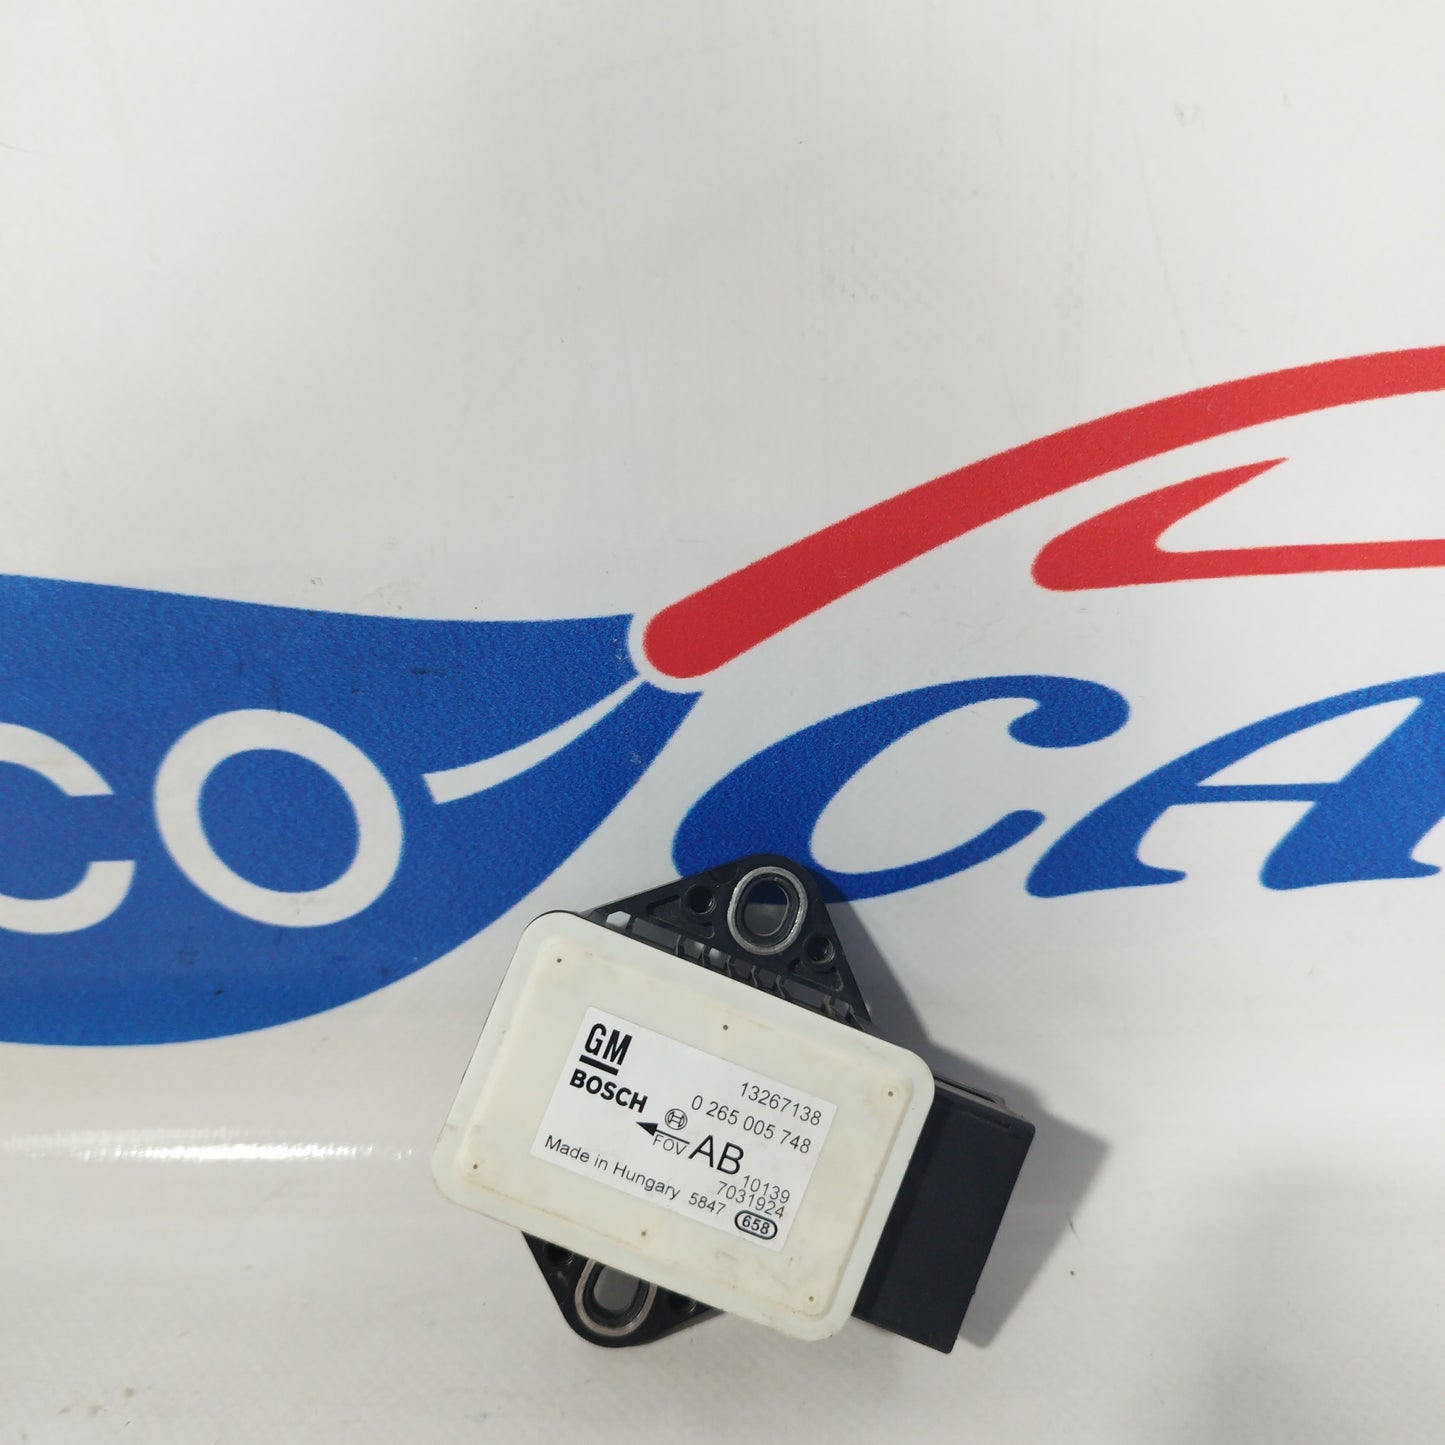 CO CA
GM
BOSCH
13267138
0 265 005 748
FOV AB
10139
7031924
Made in Hungary 5847 658